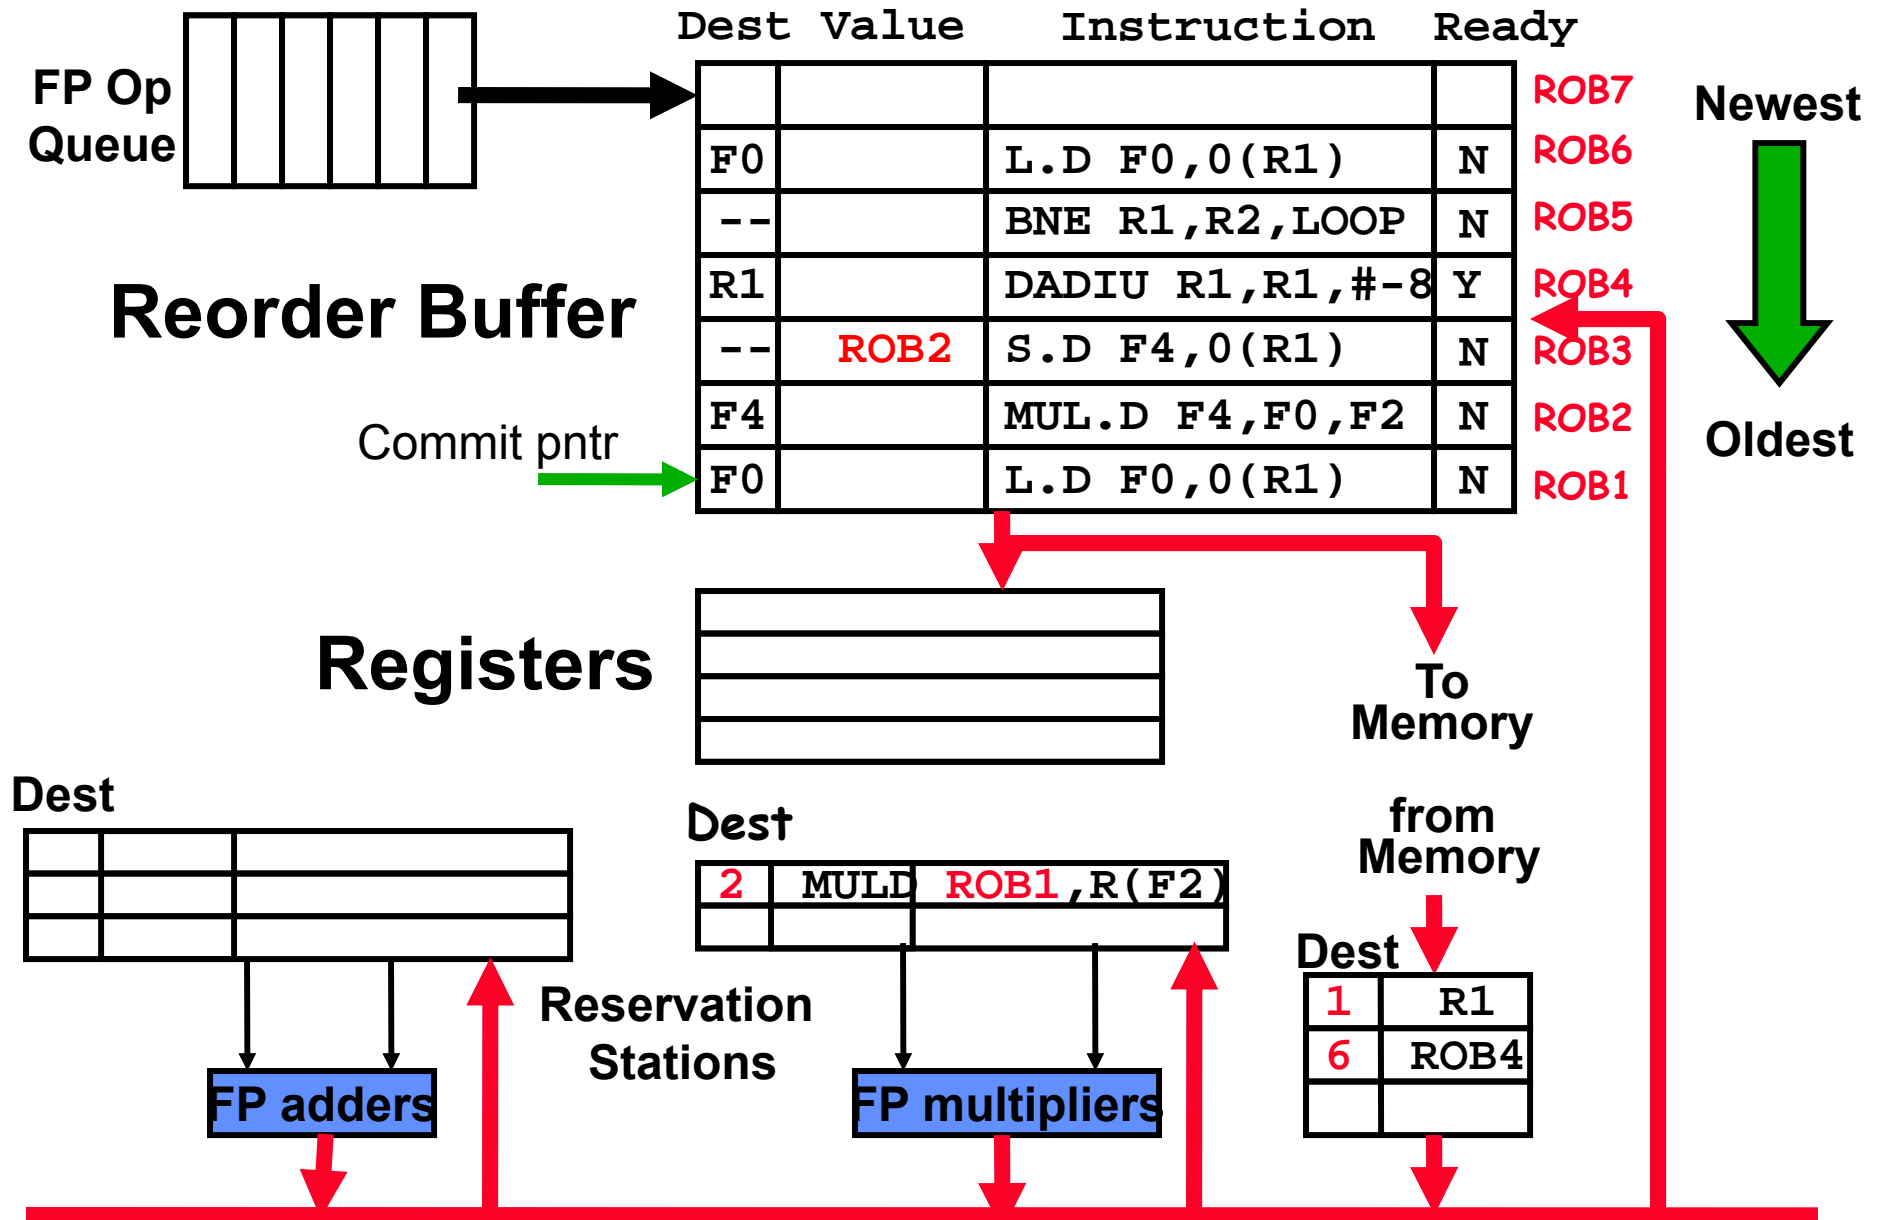 Dest Value Instruction Ready
FP Op
Queue
ROB7
Newest
F0 L.D F0,0(R1) N ROB6
-- BNE R1,R2,LOOP N ROB5
Reorder Buffer
R1 DADIU R1,R1,#-8 Y ROB4
-- ROB2 S.D F4,0(R1) N ROB3
F4 MUL.D F4,F0,F2 N ROB2
Oldest
Commit pntr
F0 L.D F0,0(R1) N ROB1
Registers
To
Memory
Dest
Dest
from
Memory
2 MULD ROB1,R(F2)
Dest
1 R1
6 ROB4
Reservation
Stations
FP adders
FP multipliers